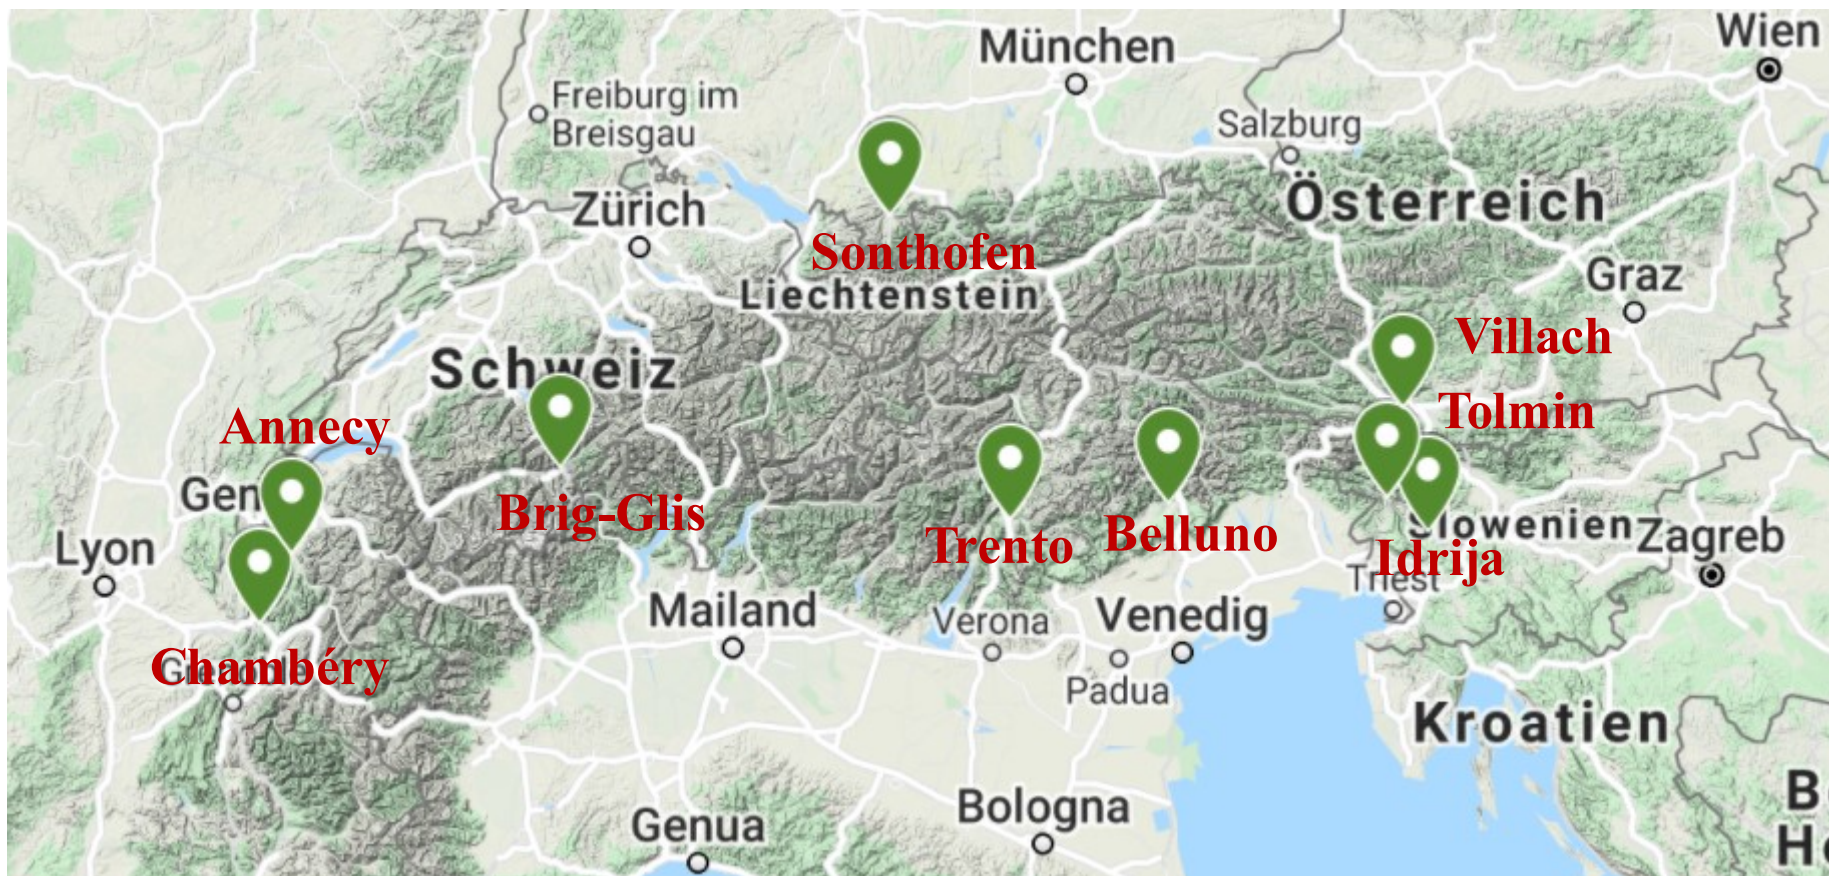 Wien
München
Freiburg im
Breisgau
Salzburg
Zürich
Österreich
Sonthofen
Liechtenstein
Graz
Villach
Schweiz
Annecy
Tolmin
Gen
Brig-Glis
Trento
Belluno
Slowenien
Zagreb
Lyon
Idrija
Triest
Mailand
Verona
Venedig
Chambéry
Padua
Kroatien
Bologna
Genua
B
He